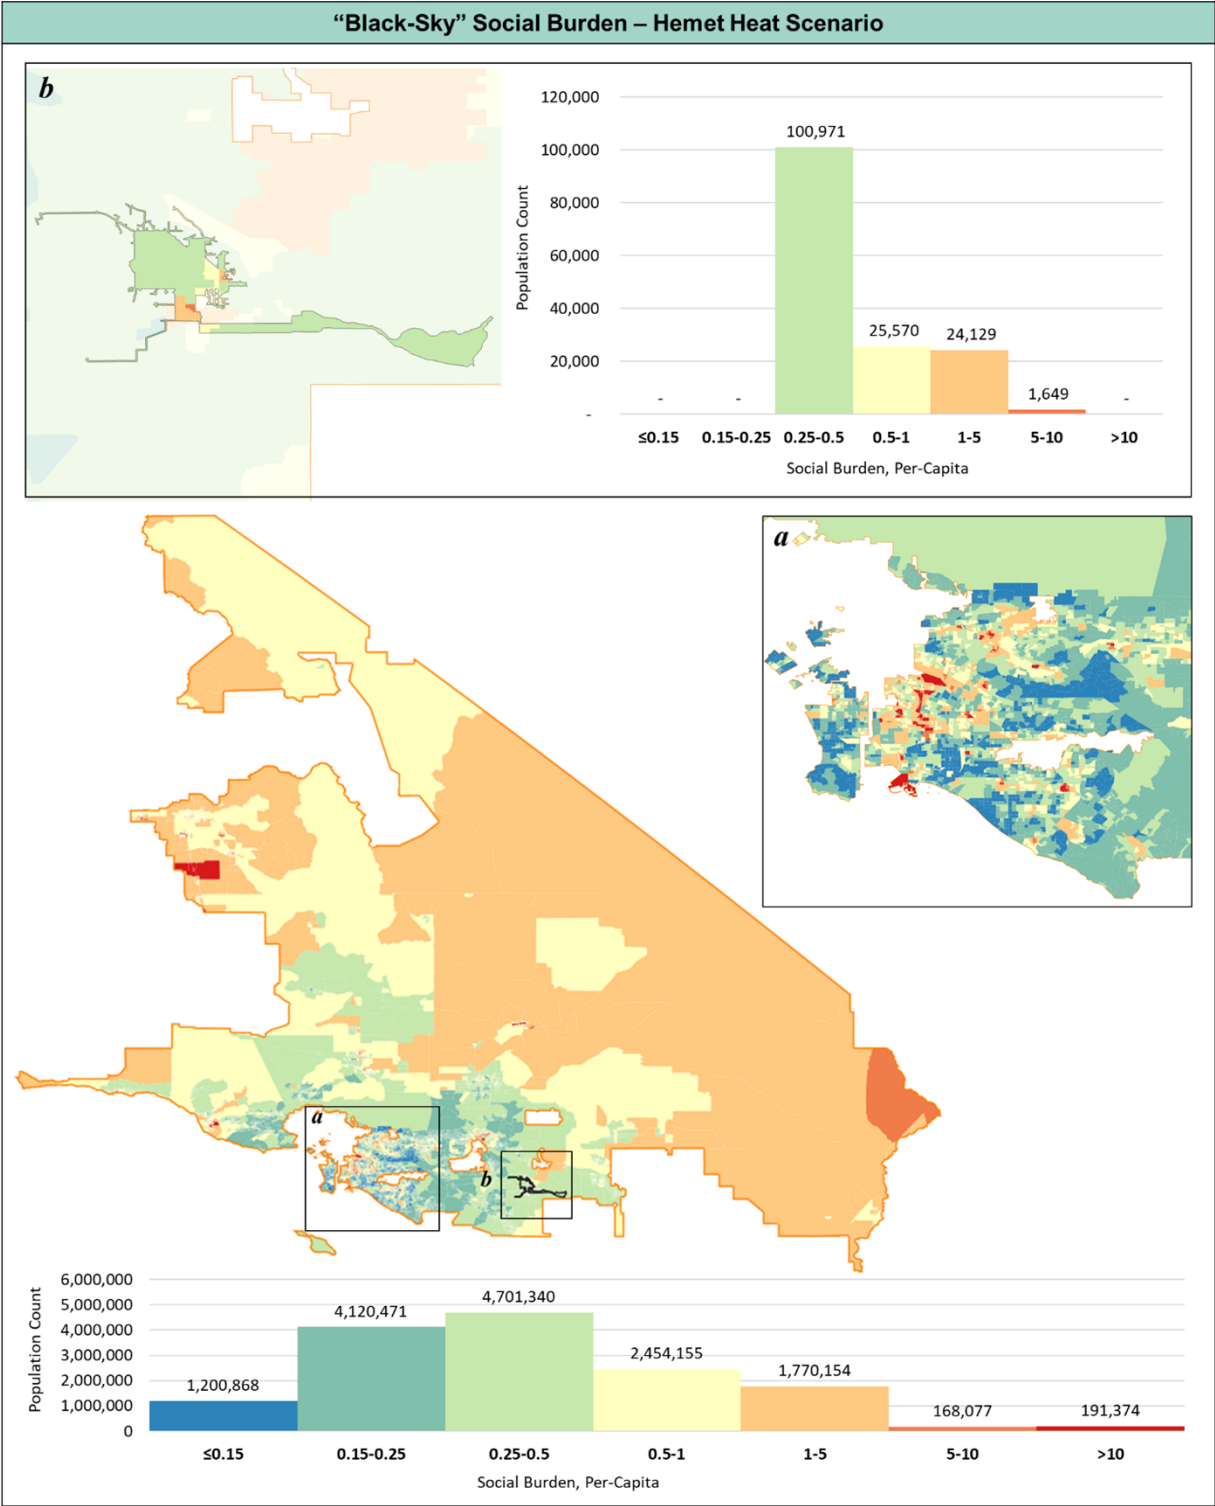 “Black-Sky” Social Burden – Hemet Heat Scenario
b
120,000
100,000
80,000
60,000
40,000
20,000
-
Population Count
-
-
100,971
25,570
24,129
1,649
-
≤0.15 0.15-0.25 0.25-0.5 0.5-1 1-5 5-10 >10
Social Burden, Per-Capita
a
a
b
6,000,000
5,000,000
4,000,000
3,000,000
2,000,000
1,000,000
0
Population Count
1,200,868
4,120,471
4,701,340
2,454,155
1,770,154
168,077
191,374
≤0.15 0.15-0.25 0.25-0.5 0.5-1 1-5 5-10 >10
Social Burden, Per-Capita